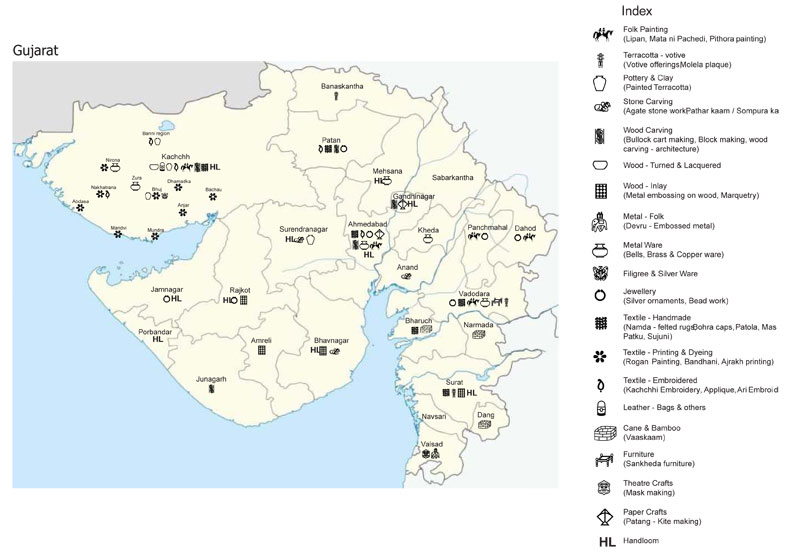 Gujarat
Banaskantha
Patan
Banni region
Kachchh
HL
Nirona
Zura
Dhamadka
Nakhatrana
Bhuj
Bachau
Abdasa
Anjar
Mandvi
Mundra
Mehsana
HL
Sabarkantha
Gandhinagar
HL
Surendranagar
HL
Ahmedabad
HL
Kheda
Panchmahal
Dahod
Anand
Jamnagar
HL
Rajkot
HL
Vadodara
Porbandar
HL
Amreli
Bhavnagar
HL
Bharuch
Narmada
Junagarh
Surat
HL
Navsari
Dang
Valsad
Index
Folk Painting
(Lipan, Mata ni Pachedi, Pithora painting)
Terracotta - votive
(Votive offeringsMolela plaque)
Pottery & Clay
(Painted Terracotta)
Stone Carving
(Agate stone workPathar kaam / Sompura ka
Wood Carving
(Bullock cart making, Block making, wood
carving - architecture)
Wood - Turned & Lacquered
Wood - Inlay
(Metal embossing on wood, Marquetry)
Metal - Folk
(Devru - Embossed metal)
Metal Ware
(Bells, Brass & Copper ware)
Filigree & Silver Ware
Jewellery
(Silver ornaments, Bead work)
Textile - Handmade
(Namda - felted rugsBohra caps, Patola, Mas
Patku, Sujuni)
Textile - Printing & Dyeing
(Rogan Painting, Bandhani, Ajrakh printing)
Textile - Embroidered
(Kachchhi Embroidery, Applique, Ari Embroid
Leather - Bags & others
Cane & Bamboo
(Vaaskaam)
Furniture
(Sankheda furniture)
Theatre Crafts
(Mask making)
Paper Crafts
(Patang - Kite making)
HL Handloom